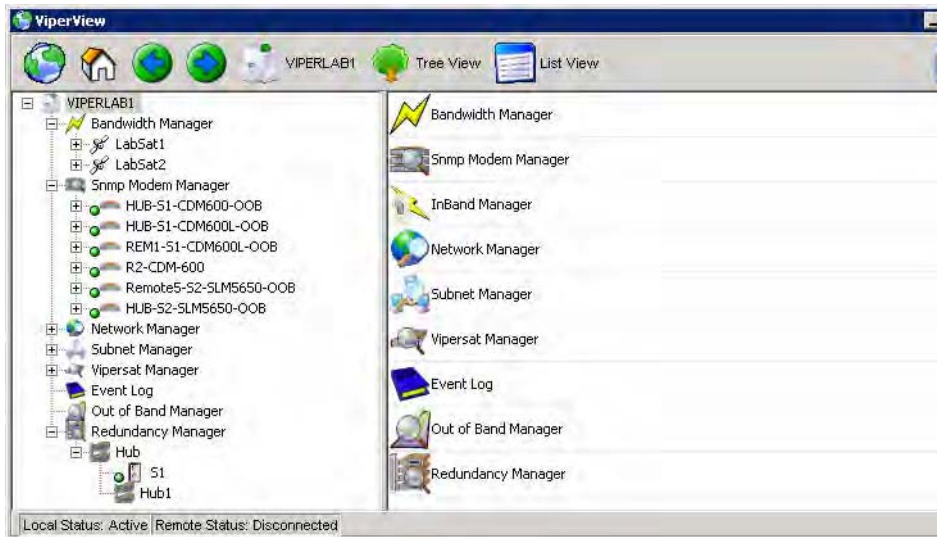 ViperView
VIPERLAB1 Tree View List View
VIPERLAB1
Bandwidth Manager
LabSat1
LabSat2
Snmp Modem Manager
HUB-S1-CDM600-OOB
HUB-S1-CDM600L-OOB
REM1-S1-CDM600L-OOB
R2-CDM-600
Remote5-S2-SLM5650-OOB
HUB-S2-SLM5650-OOB
Network Manager
Subnet Manager
Vipersat Manager
Event Log
Out of Band Manager
Redundancy Manager
Hub
S1
Hub1
Bandwidth Manager
Snmp Modem Manager
InBand Manager
Network Manager
Subnet Manager
Vipersat Manager
Event Log
Out of Band Manager
Redundancy Manager
Local Status: Active Remote Status: Disconnected